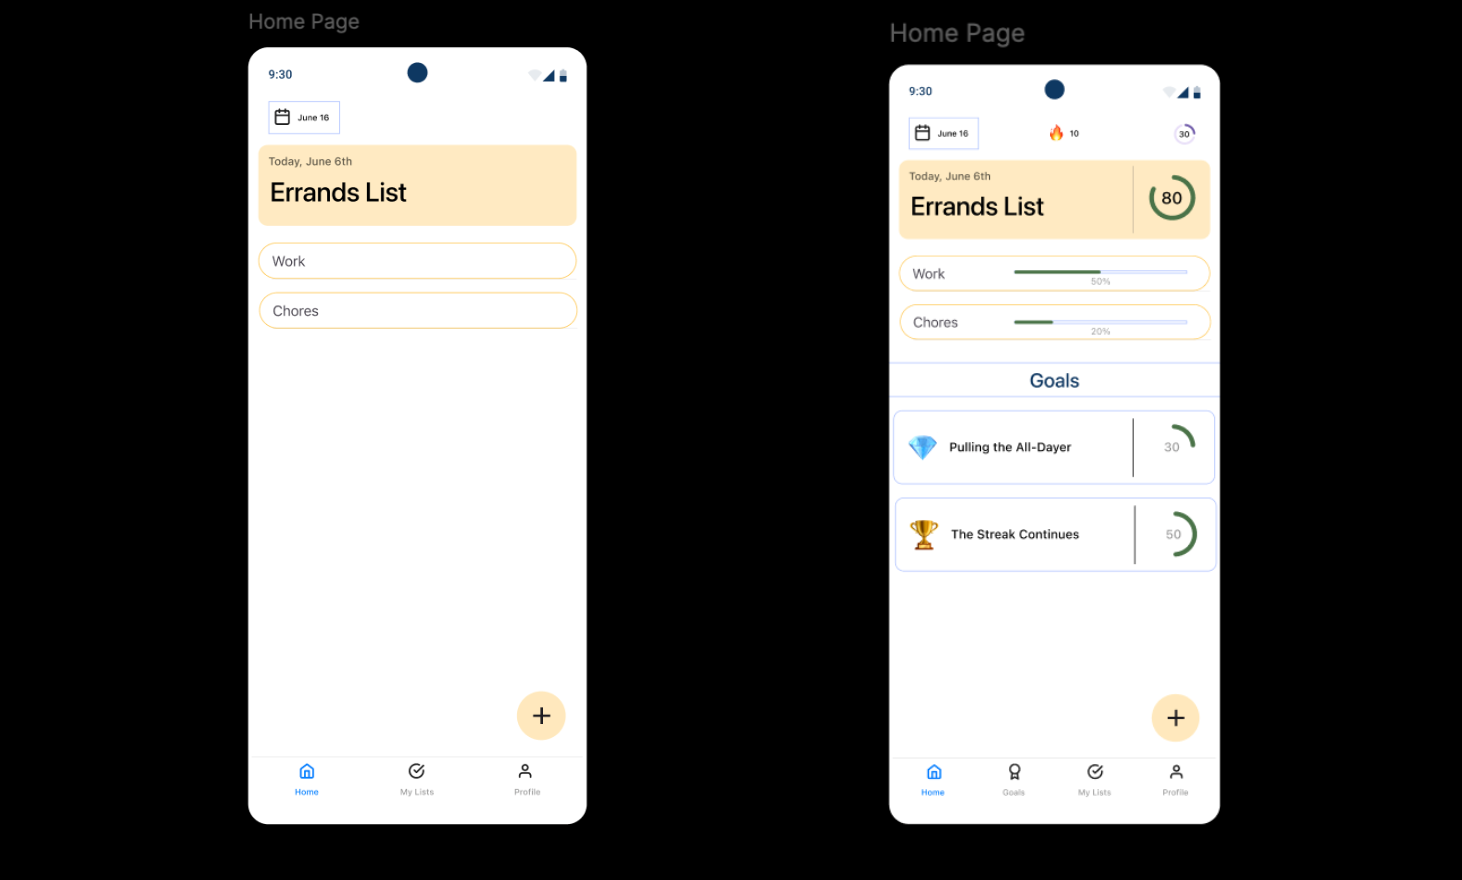 Home Page
9:30
June 16
Today, June 6th
Errands List
Work
Chores
Home
My Lists
Profile
Home Page
9:30
June 16
10
30
Today, June 6th
Errands List
80
Work
50%
Chores
20%
Goals
Pulling the All-Dayer
30
The Streak Continues
50
Home
Goals
My Lists
Profile